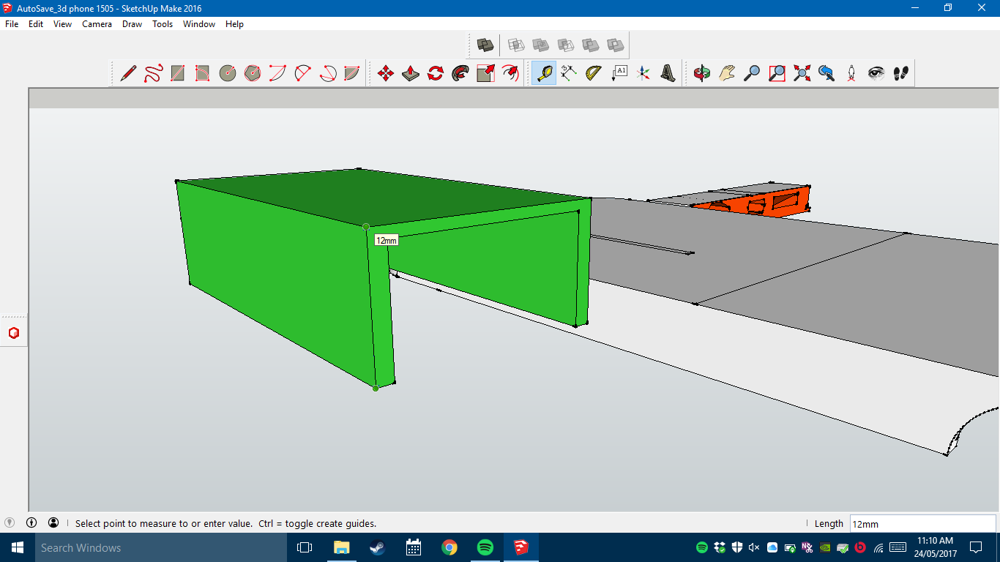 AutoSave_3d phone 1505 - SketchUp Make 2016
File Edit View Camera Draw Tools Window Help
A1
12mm
Select point to measure to or enter value. Ctrl = toggle create guides.
Length 12mm
Search Windows
11:10 AM
24/05/2017